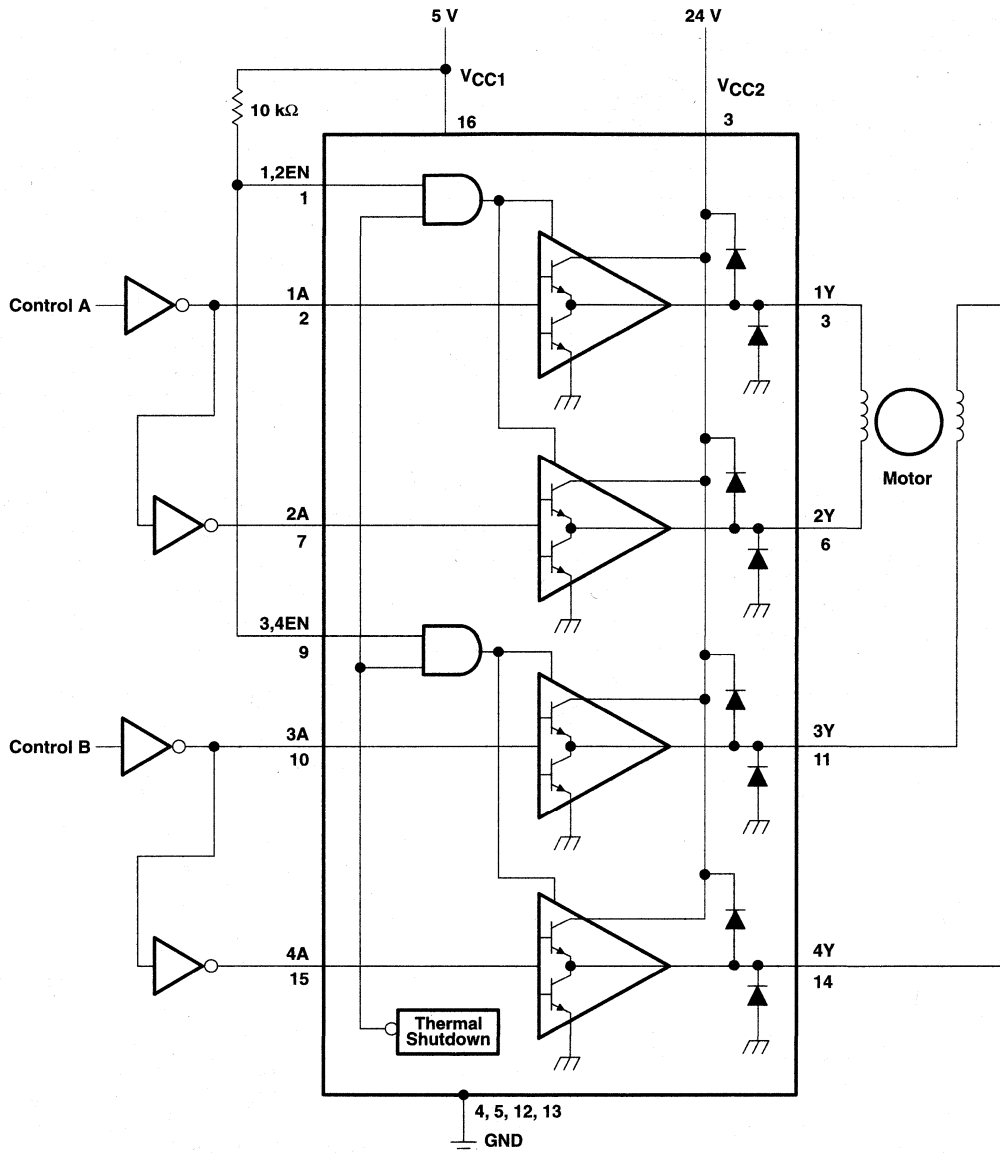 5 V
24 V
VCC1
VCC2
10 kΩ
16
3
1,2EN
1
Control A
1A
2
1Y
3
Motor
2A
7
2Y
6
3,4EN
9
Control B
3A
10
3Y
11
4A
15
4Y
14
Thermal
Shutdown
4, 5, 12, 13
GND